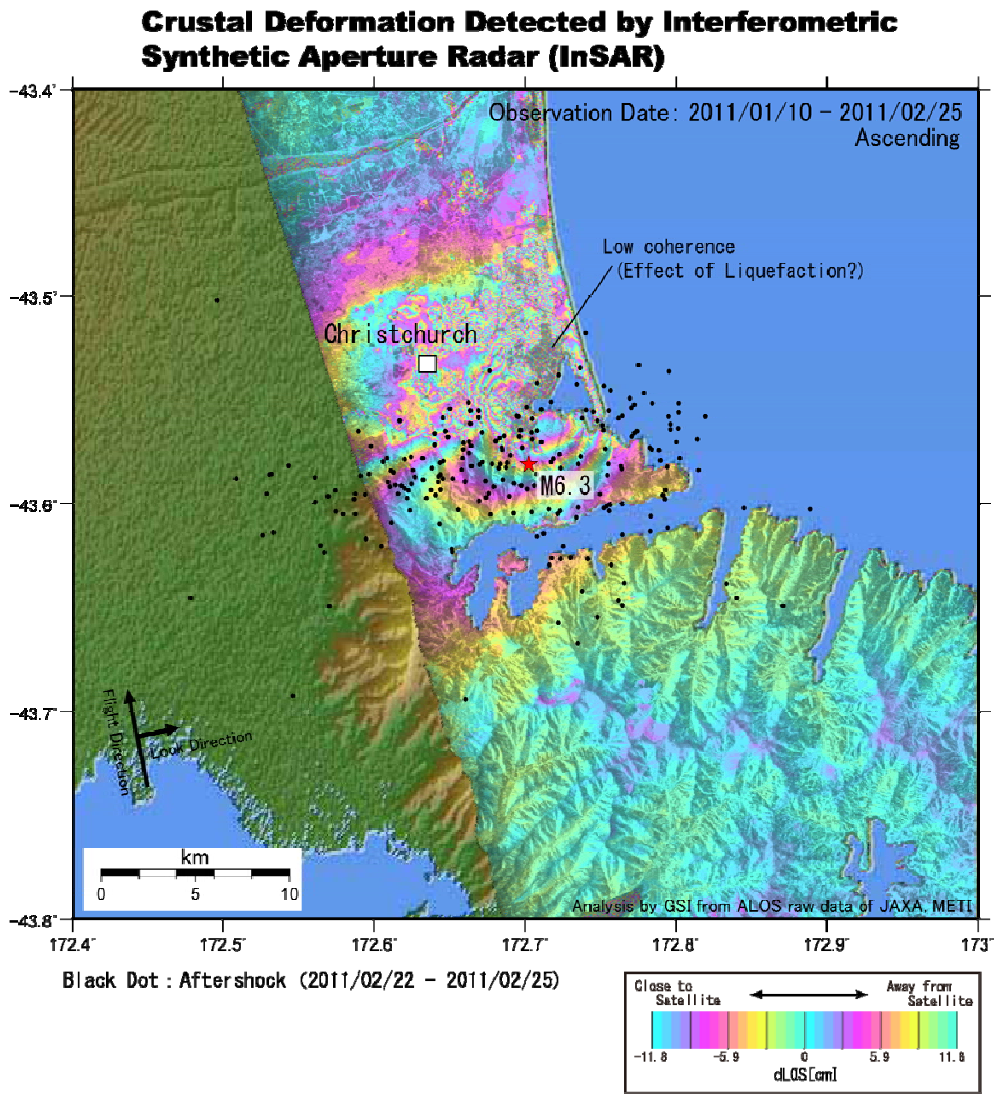 Crustal Deformation Detected by Interferometric
Synthetic Aperture Radar (InSAR)
-43.4°
Observation Date: 2011/01/10 - 2011/02/25
Ascending
Low coherence
(Effect of Liquefaction?)
-43.5°
Christchurch
M6.3
-43.6°
-43.7°
Flight Direction
Look Direction
km
0 5 10
Analysis by GSI from ALOS raw data of JAXA, METI
-43.8°
172.4° 172.5° 172.6° 172.7° 172.8° 172.9° 173°
Black Dot : Aftershock (2011/02/22 - 2011/02/25)
Close to Satellite
Away from Satellite
-11.8 -5.9 0 5.9 11.8
dLOS[cm]